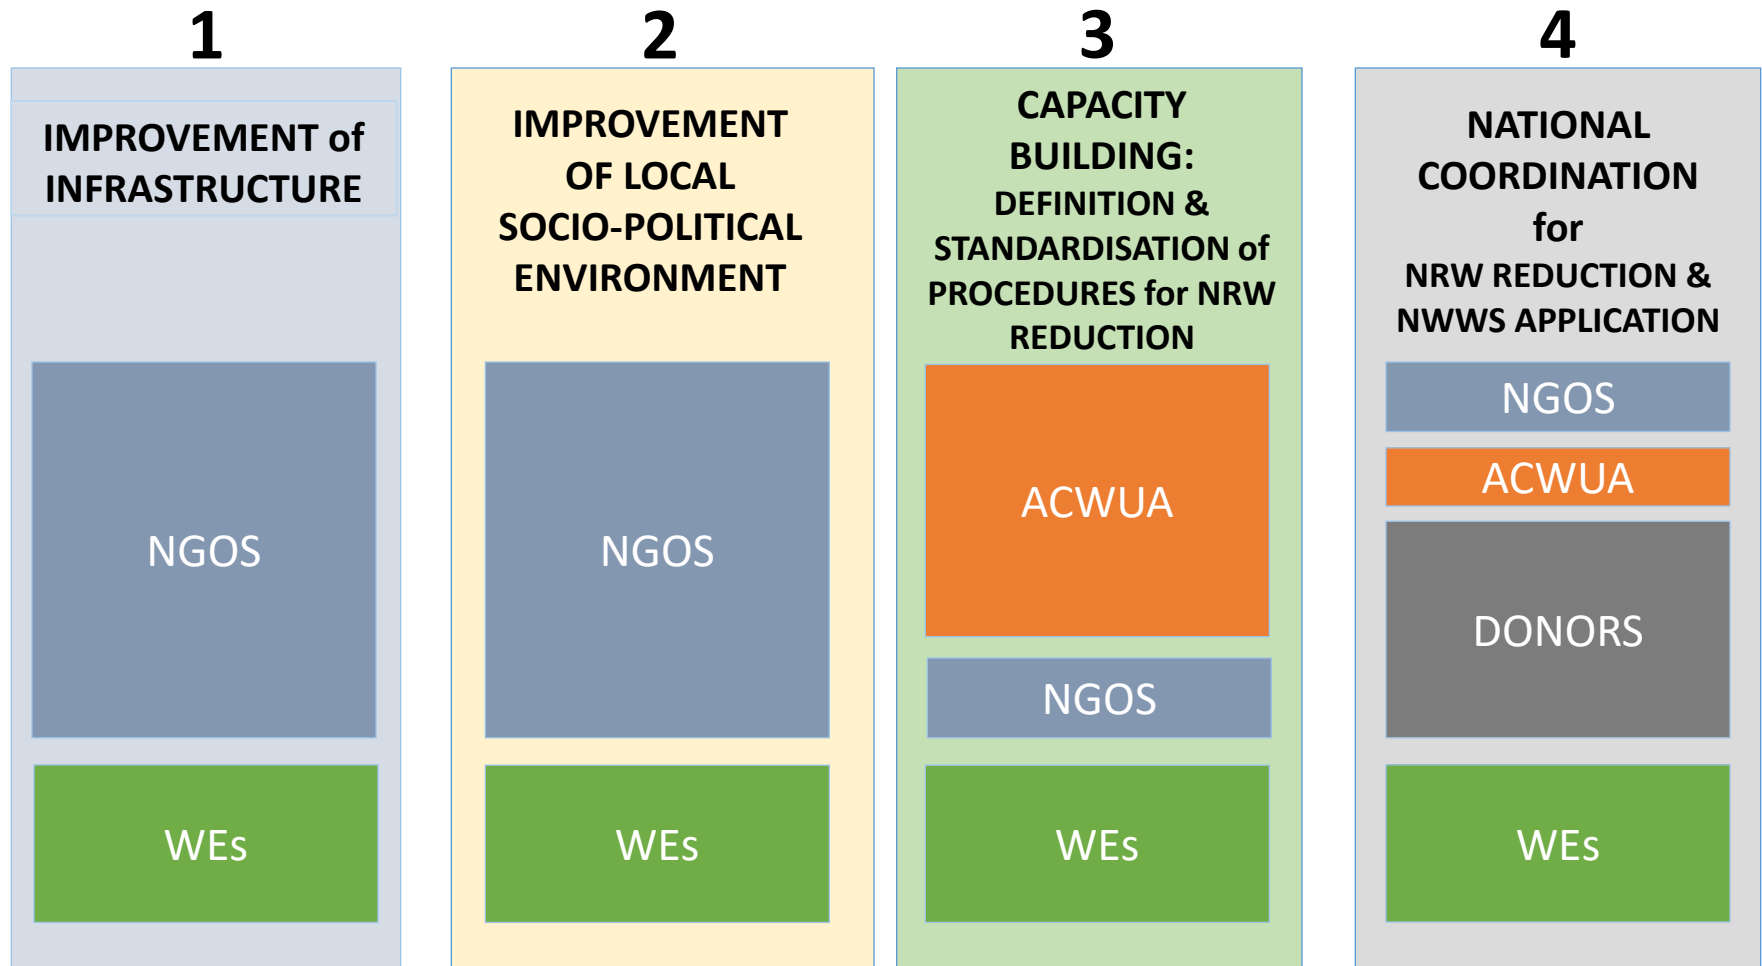 1
IMPROVEMENT of
INFRASTRUCTURE
NGOS
WEs
2
IMPROVEMENT
OF LOCAL
SOCIO-POLITICAL
ENVIRONMENT
NGOS
WEs
3
CAPACITY
BUILDING:
DEFINITION &
STANDARDISATION of
PROCEDURES for NRW
REDUCTION
ACWUA
NGOS
WEs
4
NATIONAL
COORDINATION
for
NRW REDUCTION &
NWWS APPLICATION
NGOS
ACWUA
DONORS
WEs